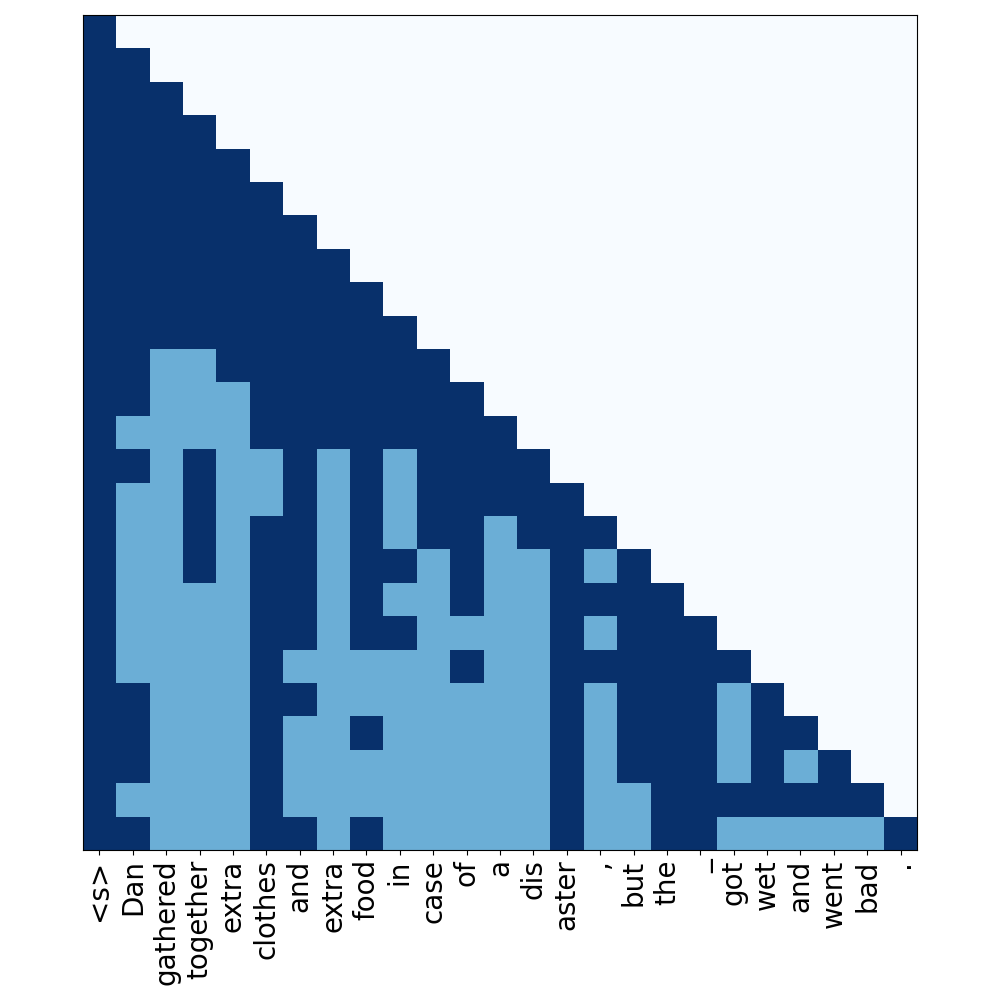 <s> Dan gathered together extra clothes and extra food in case of a dis aster , but the _ got wet and went bad .